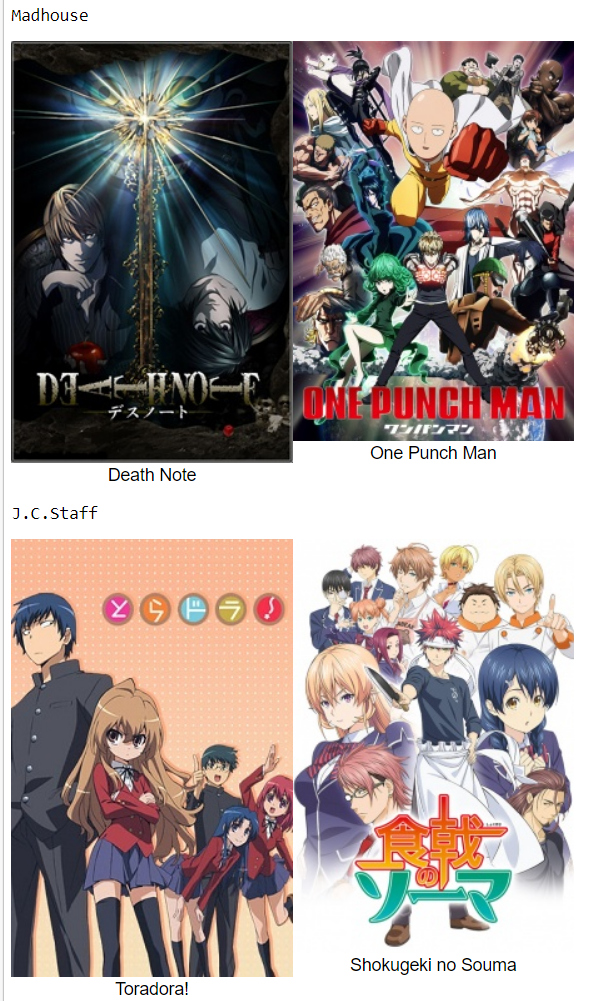 Madhouse
DEATH NOTE
デスノート
Death Note
ONE PUNCH MAN
ワンパンマン
One Punch Man
J.C.Staff
とらドラ!
Toradora!
食戟の
ソーマ
Shokugeki no Souma